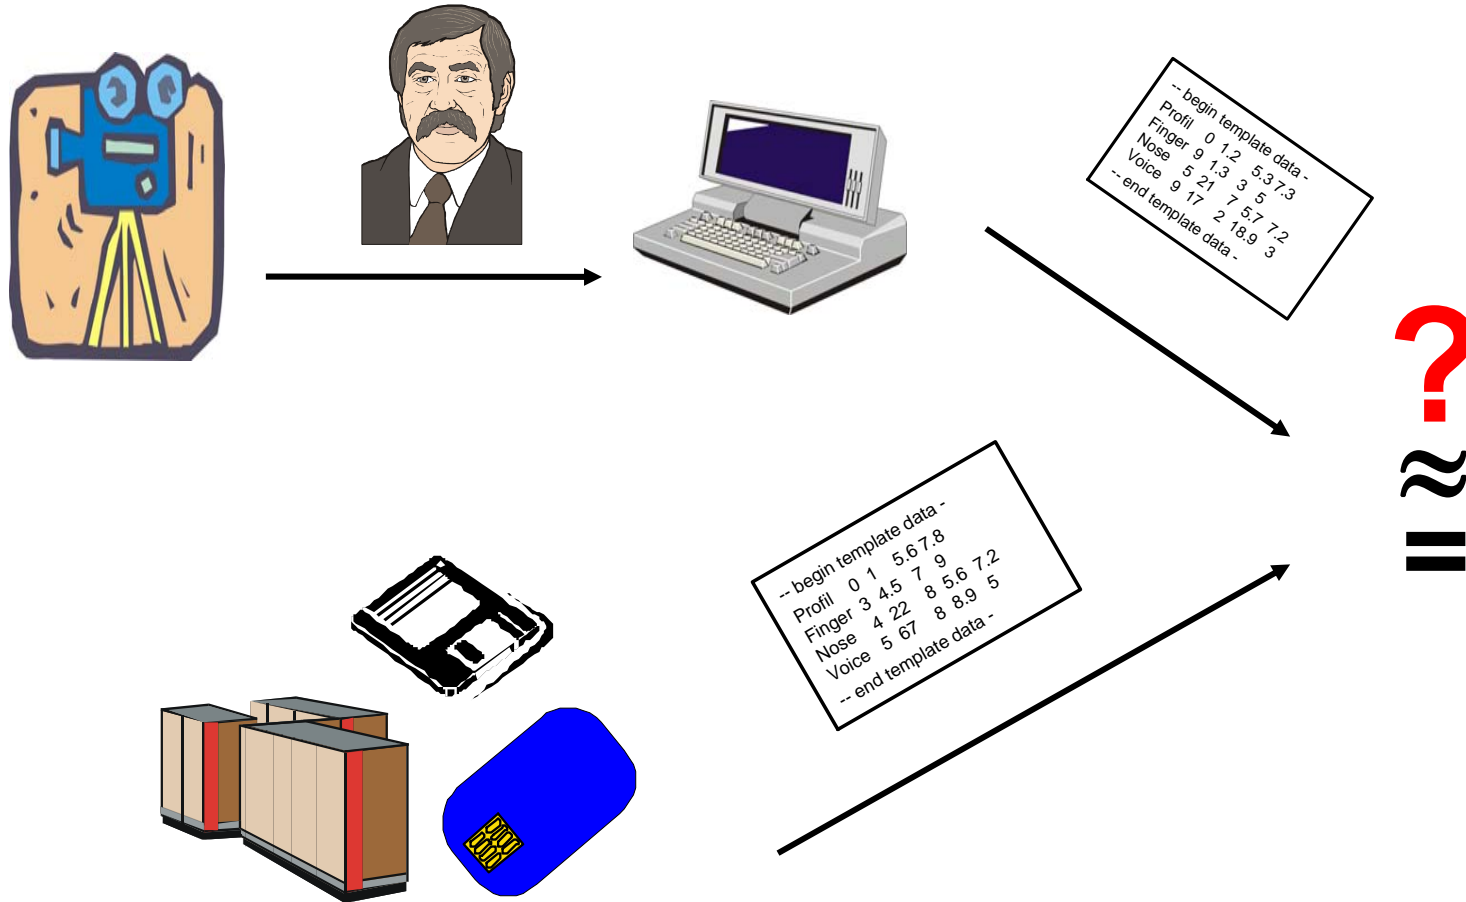 -- begin template data -
Profil 0 1.2 5.3 7.3
Finger 9 1.3 3 5
Nose 5 21 7 5.7 7.2
Voice 9 17 2 18.9 3
-- end template data -
?
≈
=
-- begin template data -
Profil 0 1 5.6 7.8
Finger 3 4.5 7 9
Nose 4 22 8 5.6 7.2
Voice 5 67 8 8.9 5
-- end template data -